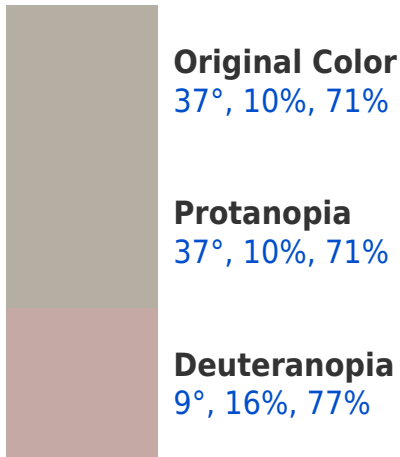 Original Color
37°, 10%, 71%
Protanopia
37°, 10%, 71%
Deuteranopia
9°, 16%, 77%